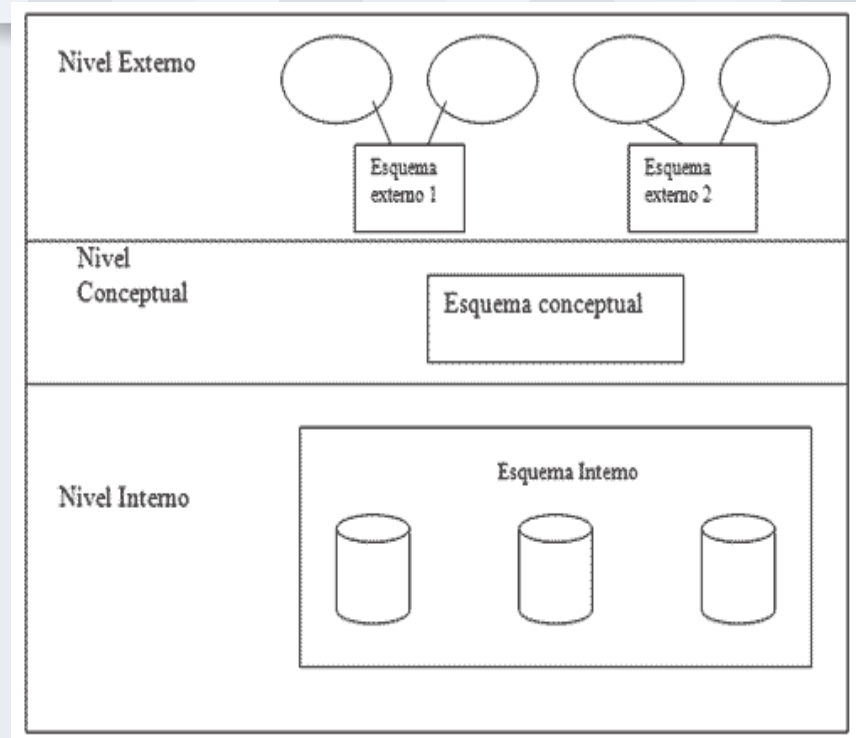 Nivel Externo
Esquema
externo 1
Esquema
externo 2
Nivel
Conceptual
Esquema conceptual
Esquema Interno
Nivel Interno